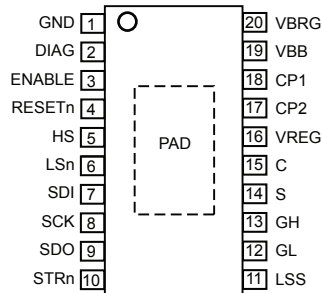 GND 1 20 VBRG
DIAG 2 19 VBB
ENABLE 3 18 CP1
RESETn 4 17 CP2
HS 5 16 VREG
LSn 6 15 C
SDI 7 14 S
SCK 8 13 GH
SDO 9 12 GL
STRn 10 11 LSS
PAD